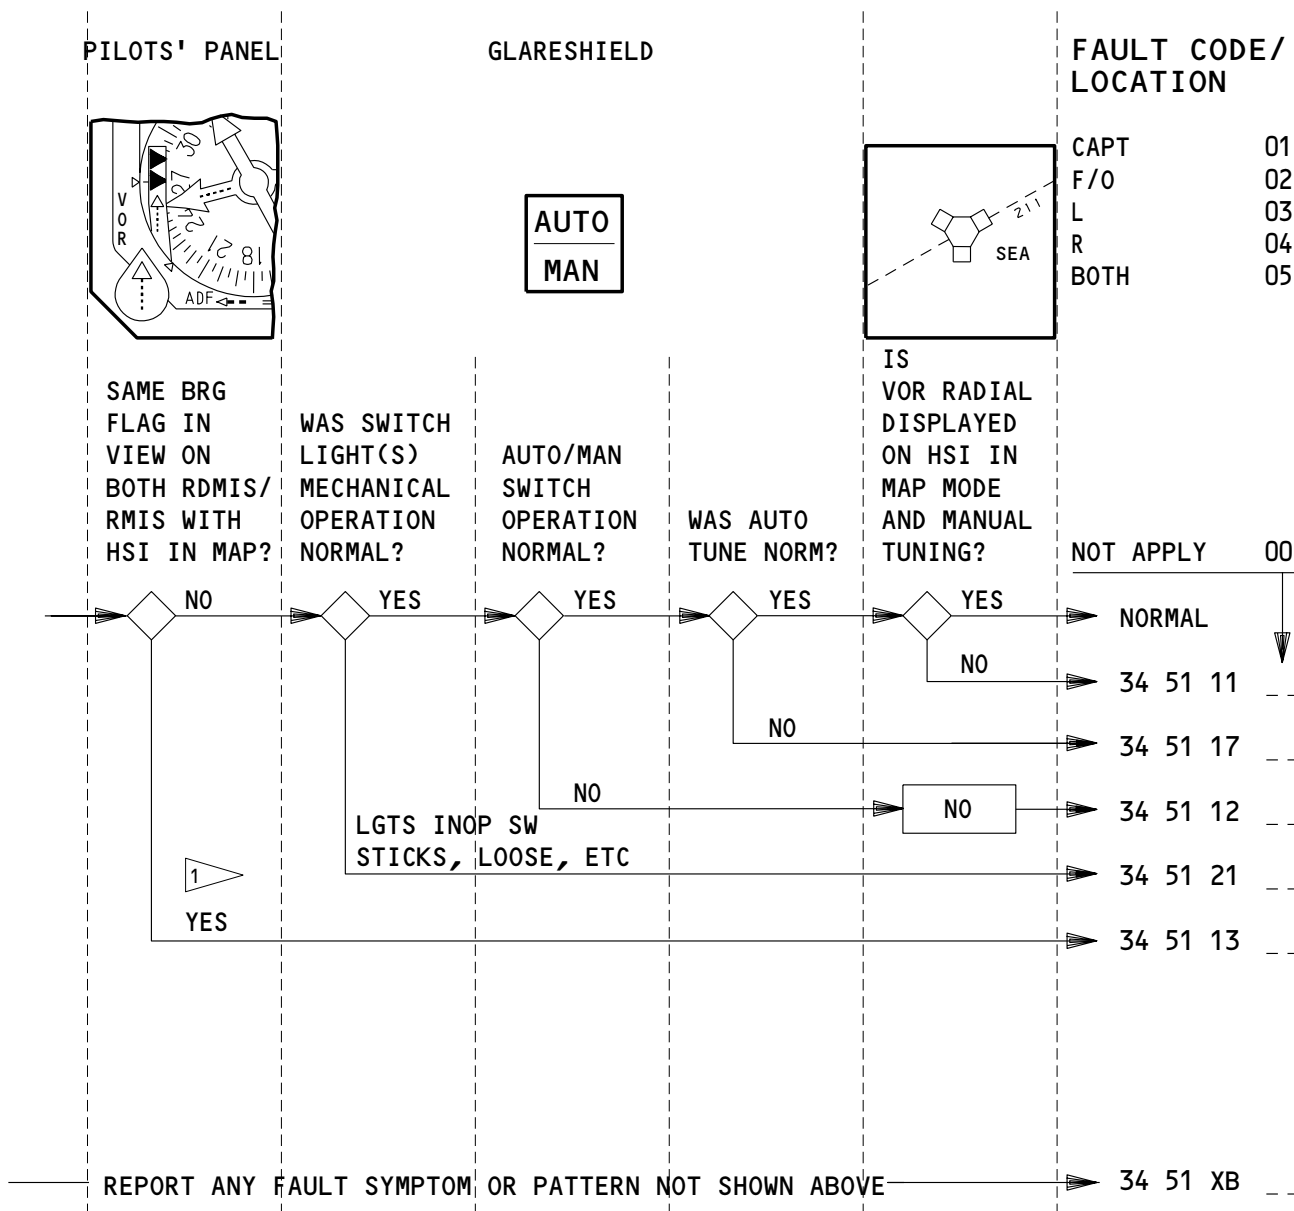 PILOTS' PANEL
GLARESHIELD
FAULT CODE/
LOCATION
CAPT 01
F/O 02
L 03
R 04
BOTH 05
VOR
30
27
24
21
18
ADF
AUTO
MAN
211
SEA
SAME BRG
FLAG IN
VIEW ON
BOTH RDMIS/
RMIS WITH
HSI IN MAP?
WAS SWITCH
LIGHT(S)
MECHANICAL
OPERATION
NORMAL?
AUTO/MAN
SWITCH
OPERATION
NORMAL?
WAS AUTO
TUNE NORM?
IS
VOR RADIAL
DISPLAYED
ON HSI IN
MAP MODE
AND MANUAL
TUNING?
NOT APPLY 00
NO YES YES YES YES NORMAL
NO 34 51 11 _ _
NO 34 51 17 _ _
NO NO 34 51 12 _ _
LGTS INOP SW
STICKS, LOOSE, ETC
34 51 21 _ _
1
YES
34 51 13 _ _
REPORT ANY FAULT SYMPTOM OR PATTERN NOT SHOWN ABOVE 34 51 XB _ _